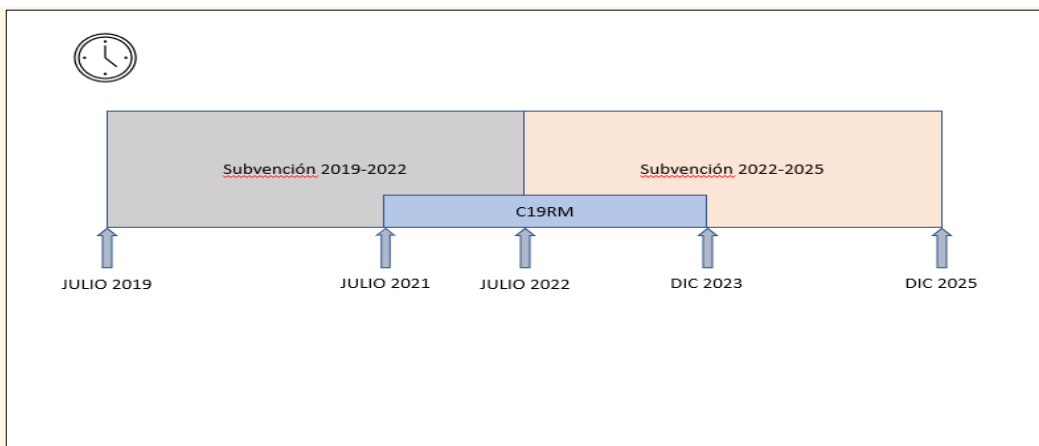 Subvención 2019-2022
Subvención 2022-2025
C19RM
JULIO 2019
JULIO 2021
JULIO 2022
DIC 2023
DIC 2025